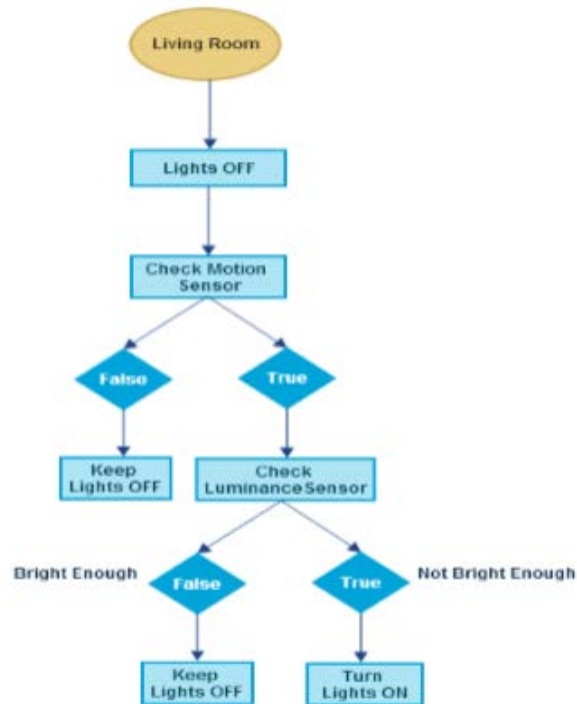 Living Room
Lights OFF
Check Motion
Sensor
False
True
Keep
Lights OFF
Check
Luminance Sensor
Bright Enough
False
True
Not Bright Enough
Keep
Lights OFF
Turn
Lights ON